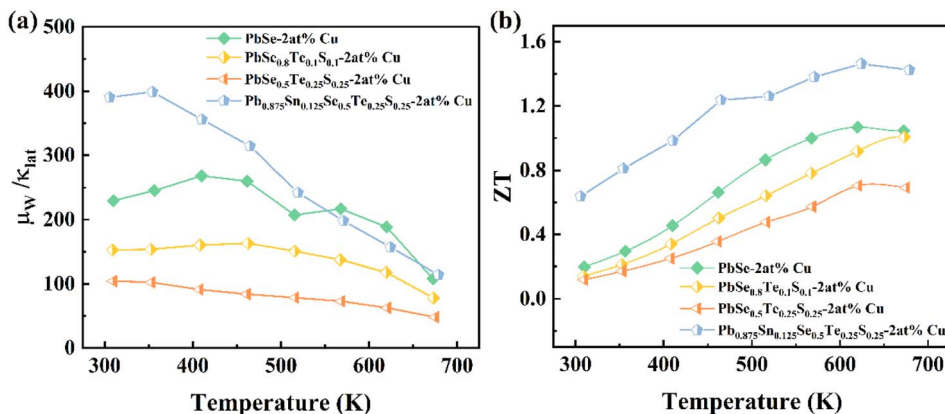 (a)
500
400
300
200
100
0
μ_W /κ_lat
PbSe-2at% Cu
PbSe₀.₈Te₀.₁S₀.₁-2at% Cu
PbSe₀.₅Te₀.₂₅S₀.₂₅-2at% Cu
Pb₀.₈₇₅Sn₀.₁₂₅Se₀.₅Te₀.₂₅S₀.₂₅-2at% Cu
300 400 500 600 700
Temperature (K)
(b)
1.6
1.2
0.8
0.4
0.0
ZT
PbSe-2at% Cu
PbSe₀.₈Te₀.₁S₀.₁-2at% Cu
PbSe₀.₅Te₀.₂₅S₀.₂₅-2at% Cu
Pb₀.₈₇₅Sn₀.₁₂₅Se₀.₅Te₀.₂₅S₀.₂₅-2at% Cu
300 400 500 600 700
Temperature (K)